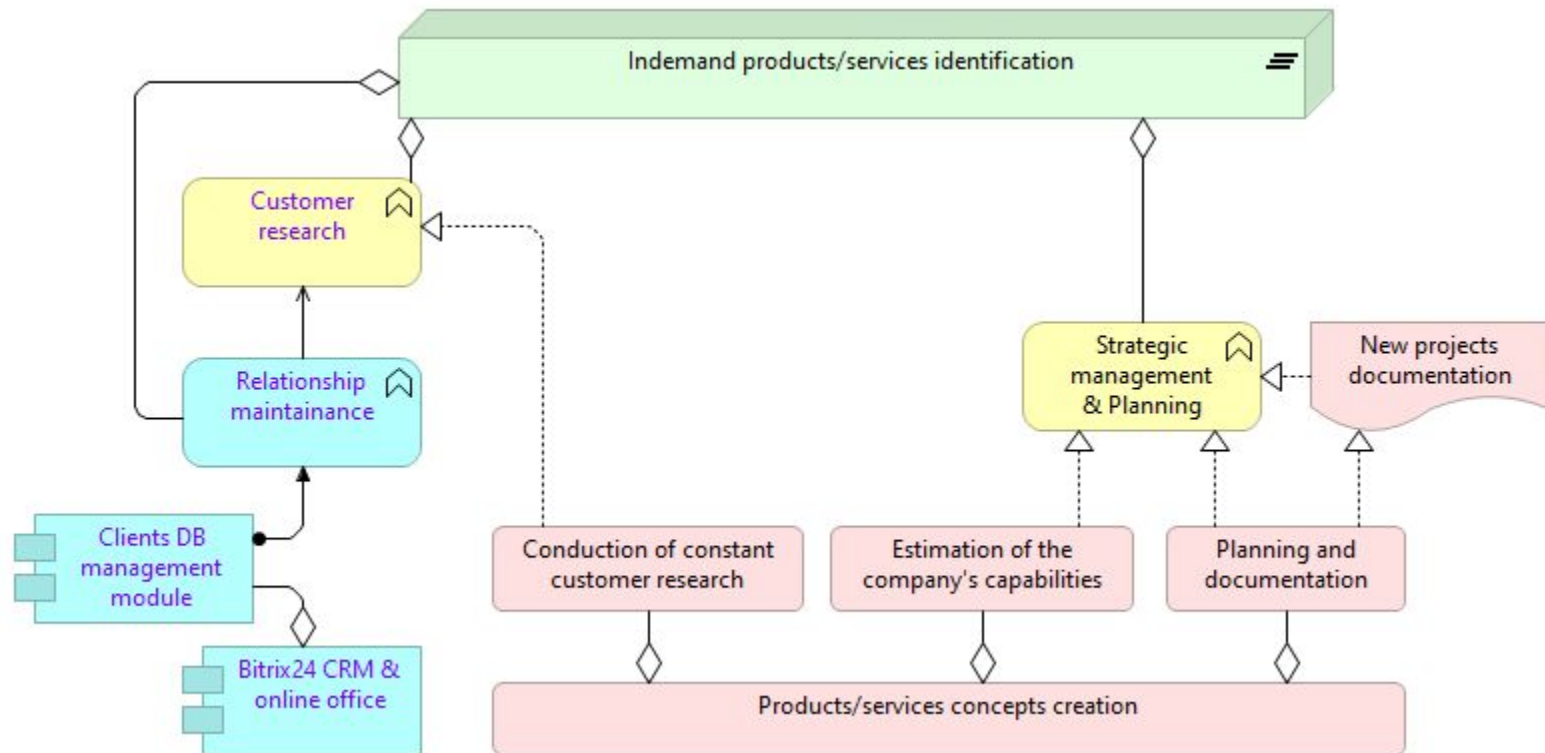 Indemand products/services identification
Customer
research
Relationship
maintainance
Strategic
management
& Planning
New projects
documentation
Clients DB
management
module
Conduction of constant
customer research
Estimation of the
company's capabilities
Planning and
documentation
Bitrix24 CRM &
online office
Products/services concepts creation